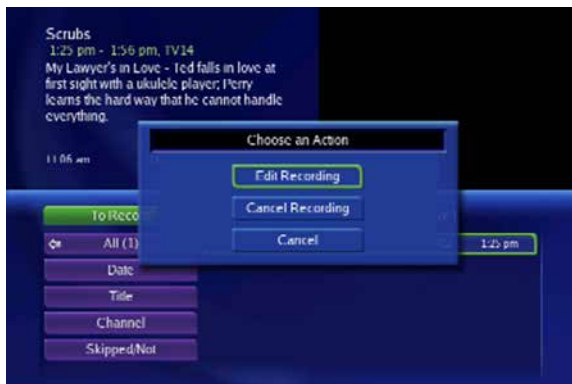 Scrubs
1:25 pm - 1:56 pm, TV14
My Lawyer's in Love - Ted falls in love at
first sight with a ukulele player; Perry
learns the hard way that he cannot handle
everything.
11:06 am
Choose an Action
Edit Recording
Cancel Recording
Cancel
To Reco
All (1)
1:25 pm
Date
Title
Channel
Skipped/Not